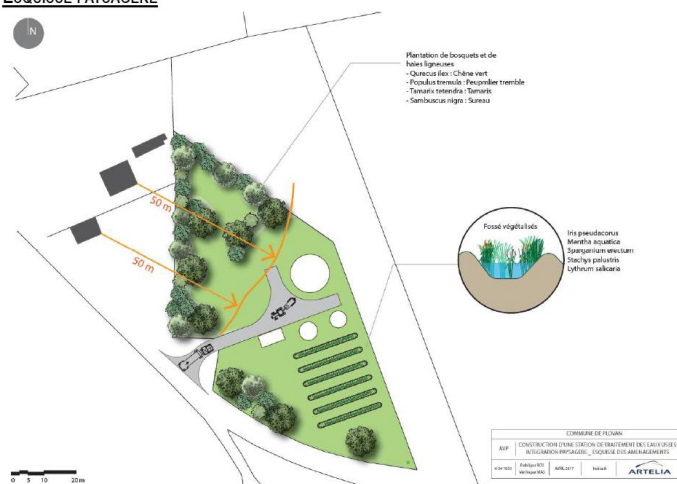 ESQUISSE PAYSAGERE
N
Plantation de bosquets et de
haies ligneuses
- Qurecus ilex : Chêne vert
- Populus tremula : Peupmlier tremble
- Tamarix tetendra : Tamaris
- Sambuscus nigra : Sureau
50 m
50 m
Fossé végétalisés
Iris pseudacorus
Mentha aquatica
Sparganium erectum
Stachys palustris
Lythrum salicaria
0 5 10 20 m
COMMUNE DE PLOVAN
AVP
CONSTRUCTION D'UNE STATION DE TRAITEMENT DES EAUX USEES
INTEGRATION PAYSAGERE _ ESQUISSE DES AMENAGEMENTS
AVRIL 2017
ARTELIA